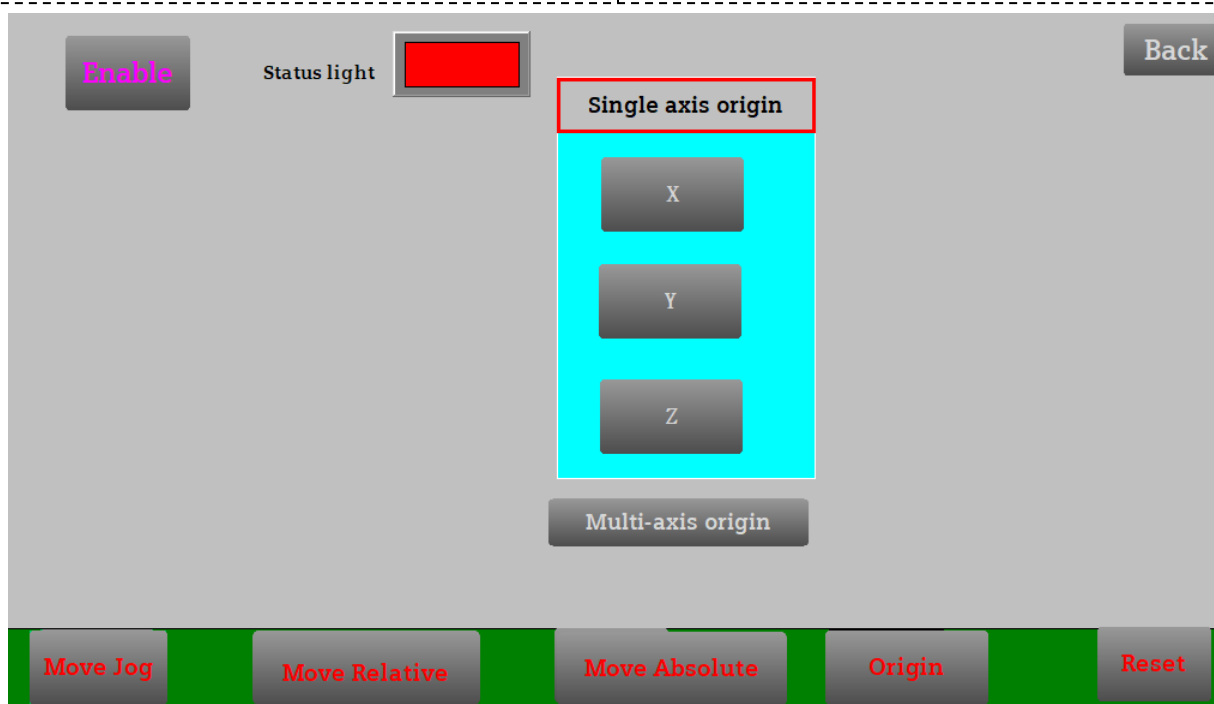 Enable
Status light
Back
Single axis origin
X
Y
Z
Multi-axis origin
Move Jog
Move Relative
Move Absolute
Origin
Reset